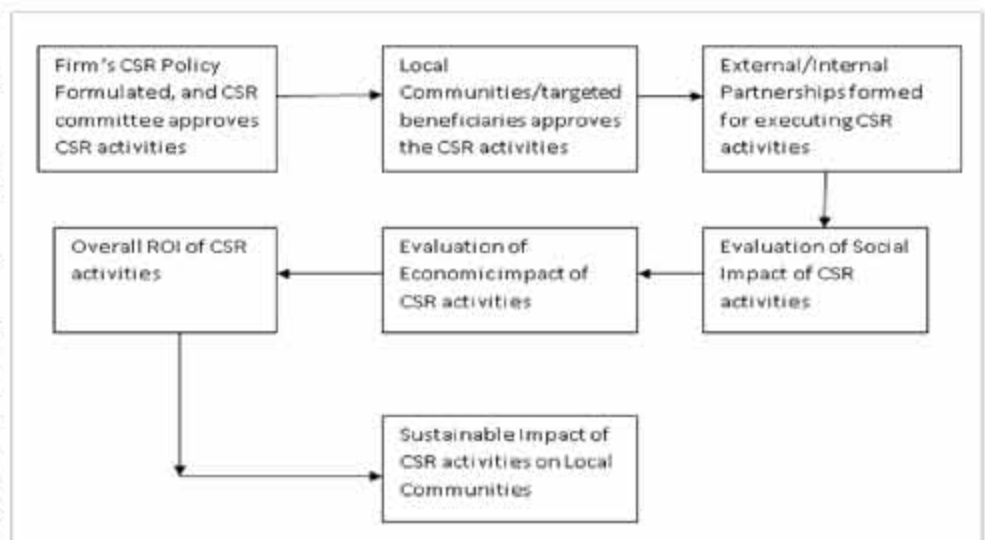 Firm's CSR Policy
Formulated, and CSR
committee approves
CSR activities
Local
Communities/targeted
beneficiaries approves
the CSR activities
External/Internal
Partnerships formed
for executing CSR
activities
Evaluation of Social
Impact of CSR
activities
Evaluation of
Economic impact of
CSR activities
Overall ROI of CSR
activities
Sustainable Impact of
CSR activities on Local
Communities